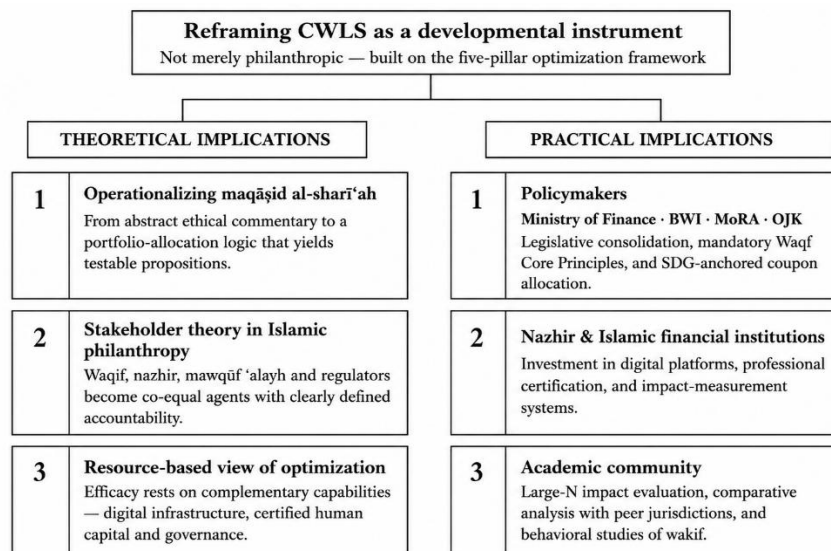 Reframing CWLS as a developmental instrument
Not merely philanthropic — built on the five-pillar optimization framework
THEORETICAL IMPLICATIONS
1
Operationalizing maqāṣid al-sharī‘ah
From abstract ethical commentary to a
portfolio-allocation logic that yields
testable propositions.
2
Stakeholder theory in Islamic
philanthropy
Waqif, nazhir, mawqūf ‘alayh and regulators
become co-equal agents with clearly defined
accountability.
3
Resource-based view of optimization
Efficacy rests on complementary capabilities
— digital infrastructure, certified human
capital and governance.
PRACTICAL IMPLICATIONS
1
Policymakers
Ministry of Finance · BWI · MoRA · OJK
Legislative consolidation, mandatory Waqf
Core Principles, and SDG-anchored coupon
allocation.
2
Nazhir & Islamic financial institutions
Investment in digital platforms, professional
certification, and impact-measurement
systems.
3
Academic community
Large-N impact evaluation, comparative
analysis with peer jurisdictions, and
behavioral studies of wakif.